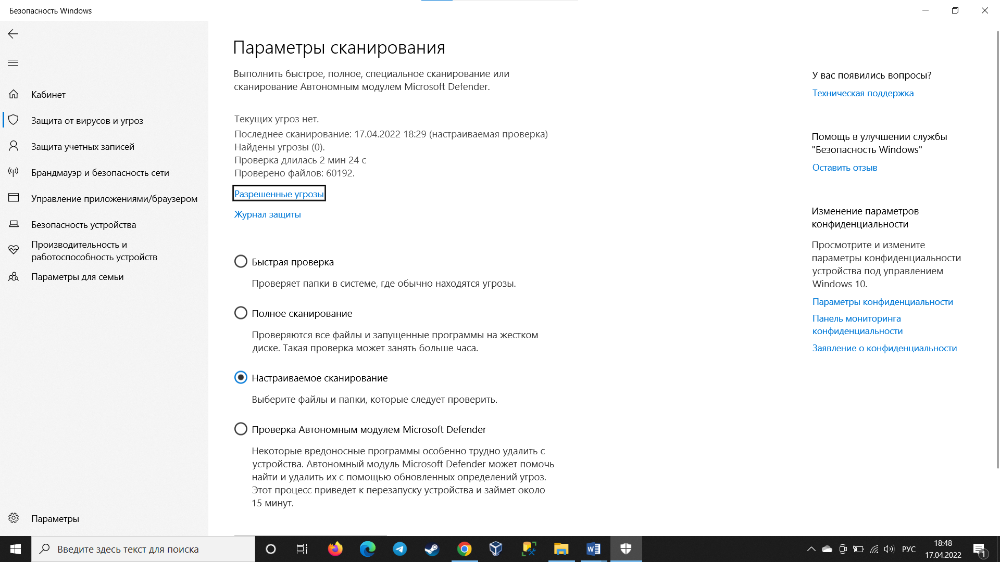 Безопасность Windows
Кабинет
Защита от вирусов и угроз
Защита учетных записей
Брандмауэр и безопасность сети
Управление приложениями/браузером
Безопасность устройства
Производительность и
работоспособность устройств
Параметры для семьи
Параметры
Параметры сканирования
Выполнить быстрое, полное, специальное сканирование или
сканирование Автономным модулем Microsoft Defender.
Текущих угроз нет.
Последнее сканирование: 17.04.2022 18:29 (настраиваемая проверка)
Найдены угрозы (0).
Проверка длилась 2 мин 24 с
Проверено файлов: 60192.
Разрешенные угрозы
Журнал защиты
Быстрая проверка
Проверяет папки в системе, где обычно находятся угрозы.
Полное сканирование
Проверяются все файлы и запущенные программы на жестком
диске. Такая проверка может занять больше часа.
Настраиваемое сканирование
Выберите файлы и папки, которые следует проверить.
Проверка Автономным модулем Microsoft Defender
Некоторые вредоносные программы особенно трудно удалить с
устройства. Автономный модуль Microsoft Defender может помочь
найти и удалить их с помощью обновленных определений угроз.
Этот процесс приведет к перезапуску устройства и займет около
15 минут.
У вас появились вопросы?
Техническая поддержка
Помощь в улучшении службы
"Безопасность Windows"
Оставить отзыв
Изменение параметров
конфиденциальности
Просмотрите и измените
параметры конфиденциальности
устройства под управлением
Windows 10.
Параметры конфиденциальности
Панель мониторинга
конфиденциальности
Заявление о конфиденциальности
Введите здесь текст для поиска
РУС
18:48
17.04.2022
1